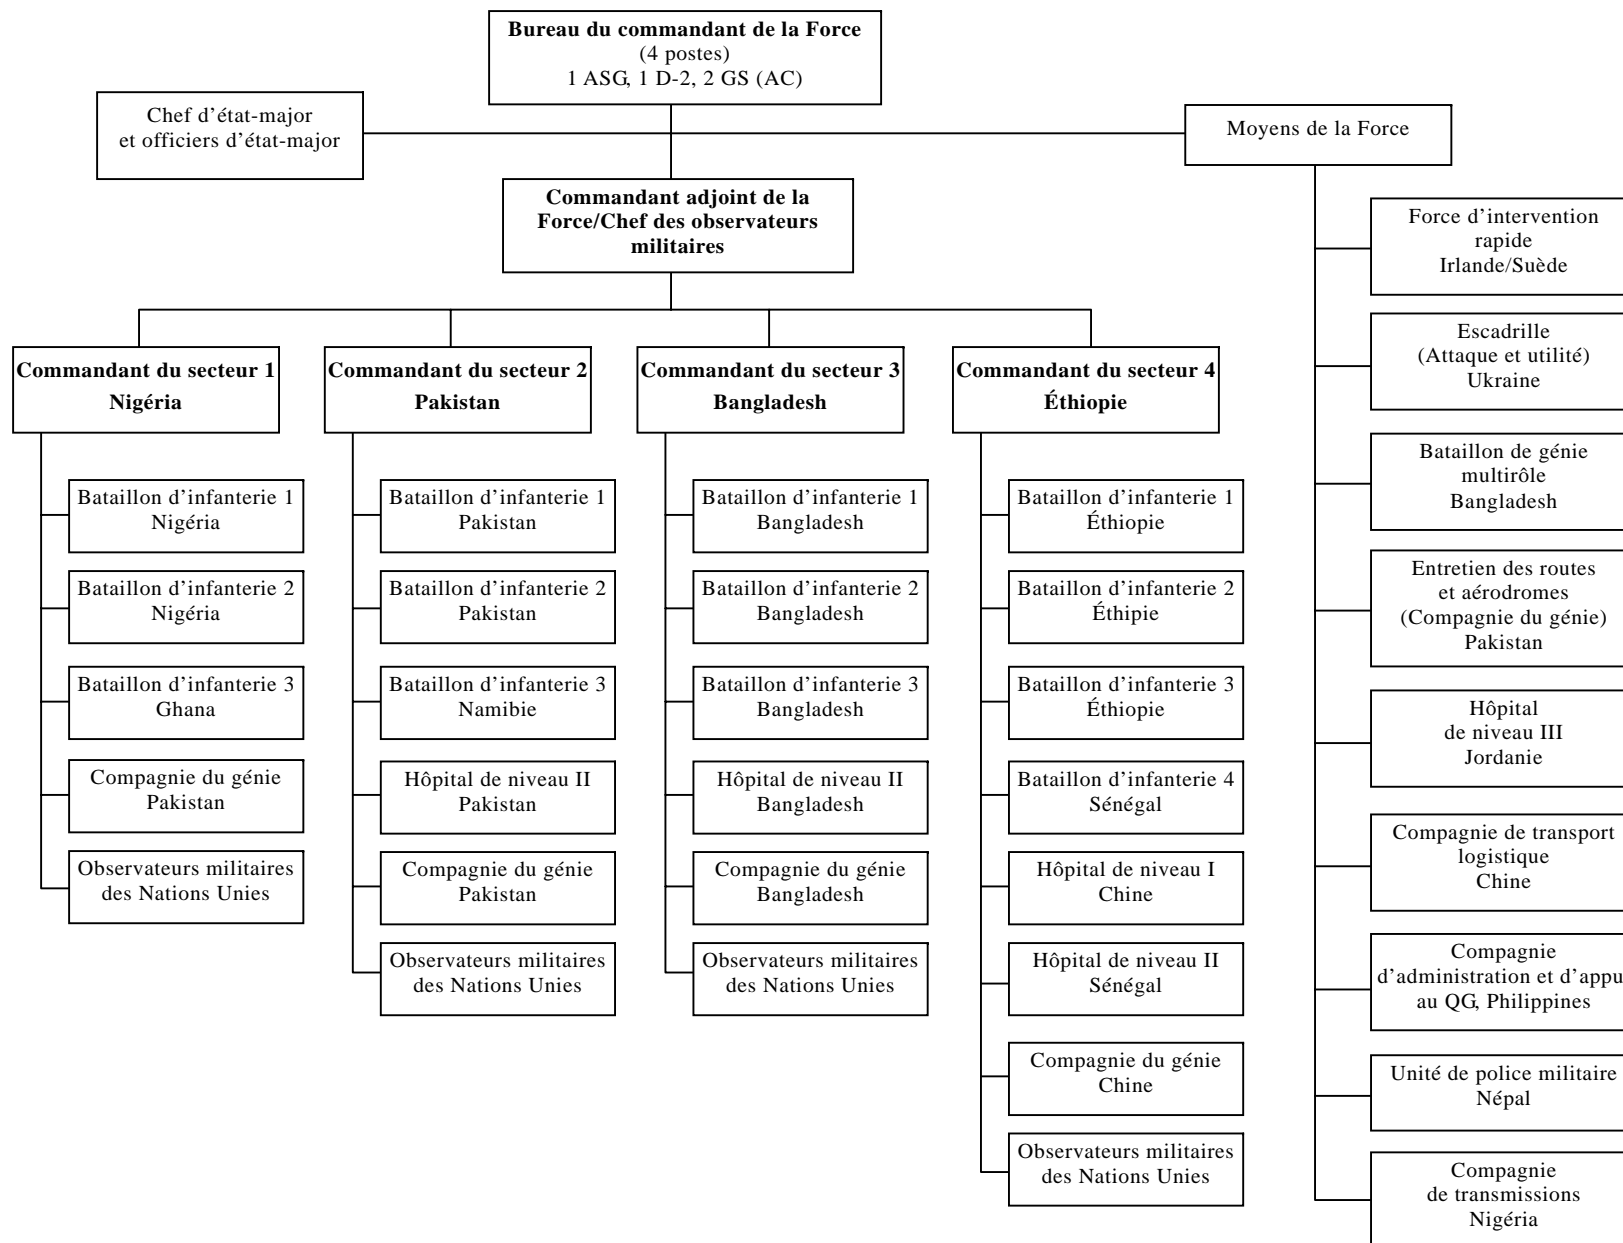 Bureau du commandant de la Force
(4 postes)
1 ASG, 1 D-2, 2 GS (AC)
Chef d’état-major
et officiers d’état-major
Moyens de la Force
Commandant adjoint de la
Force/Chef des observateurs
militaires
Commandant du secteur 1
Nigéria
Bataillon d’infanterie 1
Nigéria
Bataillon d’infanterie 2
Nigéria
Bataillon d’infanterie 3
Ghana
Compagnie du génie
Pakistan
Observateurs militaires
des Nations Unies
Commandant du secteur 2
Pakistan
Bataillon d’infanterie 1
Pakistan
Bataillon d’infanterie 2
Pakistan
Bataillon d’infanterie 3
Namibie
Hôpital de niveau II
Pakistan
Compagnie du génie
Pakistan
Observateurs militaires
des Nations Unies
Commandant du secteur 3
Bangladesh
Bataillon d’infanterie 1
Bangladesh
Bataillon d’infanterie 2
Bangladesh
Bataillon d’infanterie 3
Bangladesh
Hôpital de niveau II
Bangladesh
Compagnie du génie
Bangladesh
Observateurs militaires
des Nations Unies
Commandant du secteur 4
Éthiopie
Bataillon d’infanterie 1
Éthiopie
Bataillon d’infanterie 2
Éthipie
Bataillon d’infanterie 3
Éthiopie
Bataillon d’infanterie 4
Sénégal
Hôpital de niveau I
Chine
Hôpital de niveau II
Sénégal
Compagnie du génie
Chine
Observateurs militaires
des Nations Unies
Force d’intervention
rapide
Irlande/Suède
Escadrille
(Attaque et utilité)
Ukraine
Bataillon de génie
multirôle
Bangladesh
Entretien des routes
et aérodromes
(Compagnie du génie)
Pakistan
Hôpital
de niveau III
Jordanie
Compagnie de transport
logistique
Chine
Compagnie
d’administration et d’appu
au QG, Philippines
Unité de police militaire
Népal
Compagnie
de transmissions
Nigéria